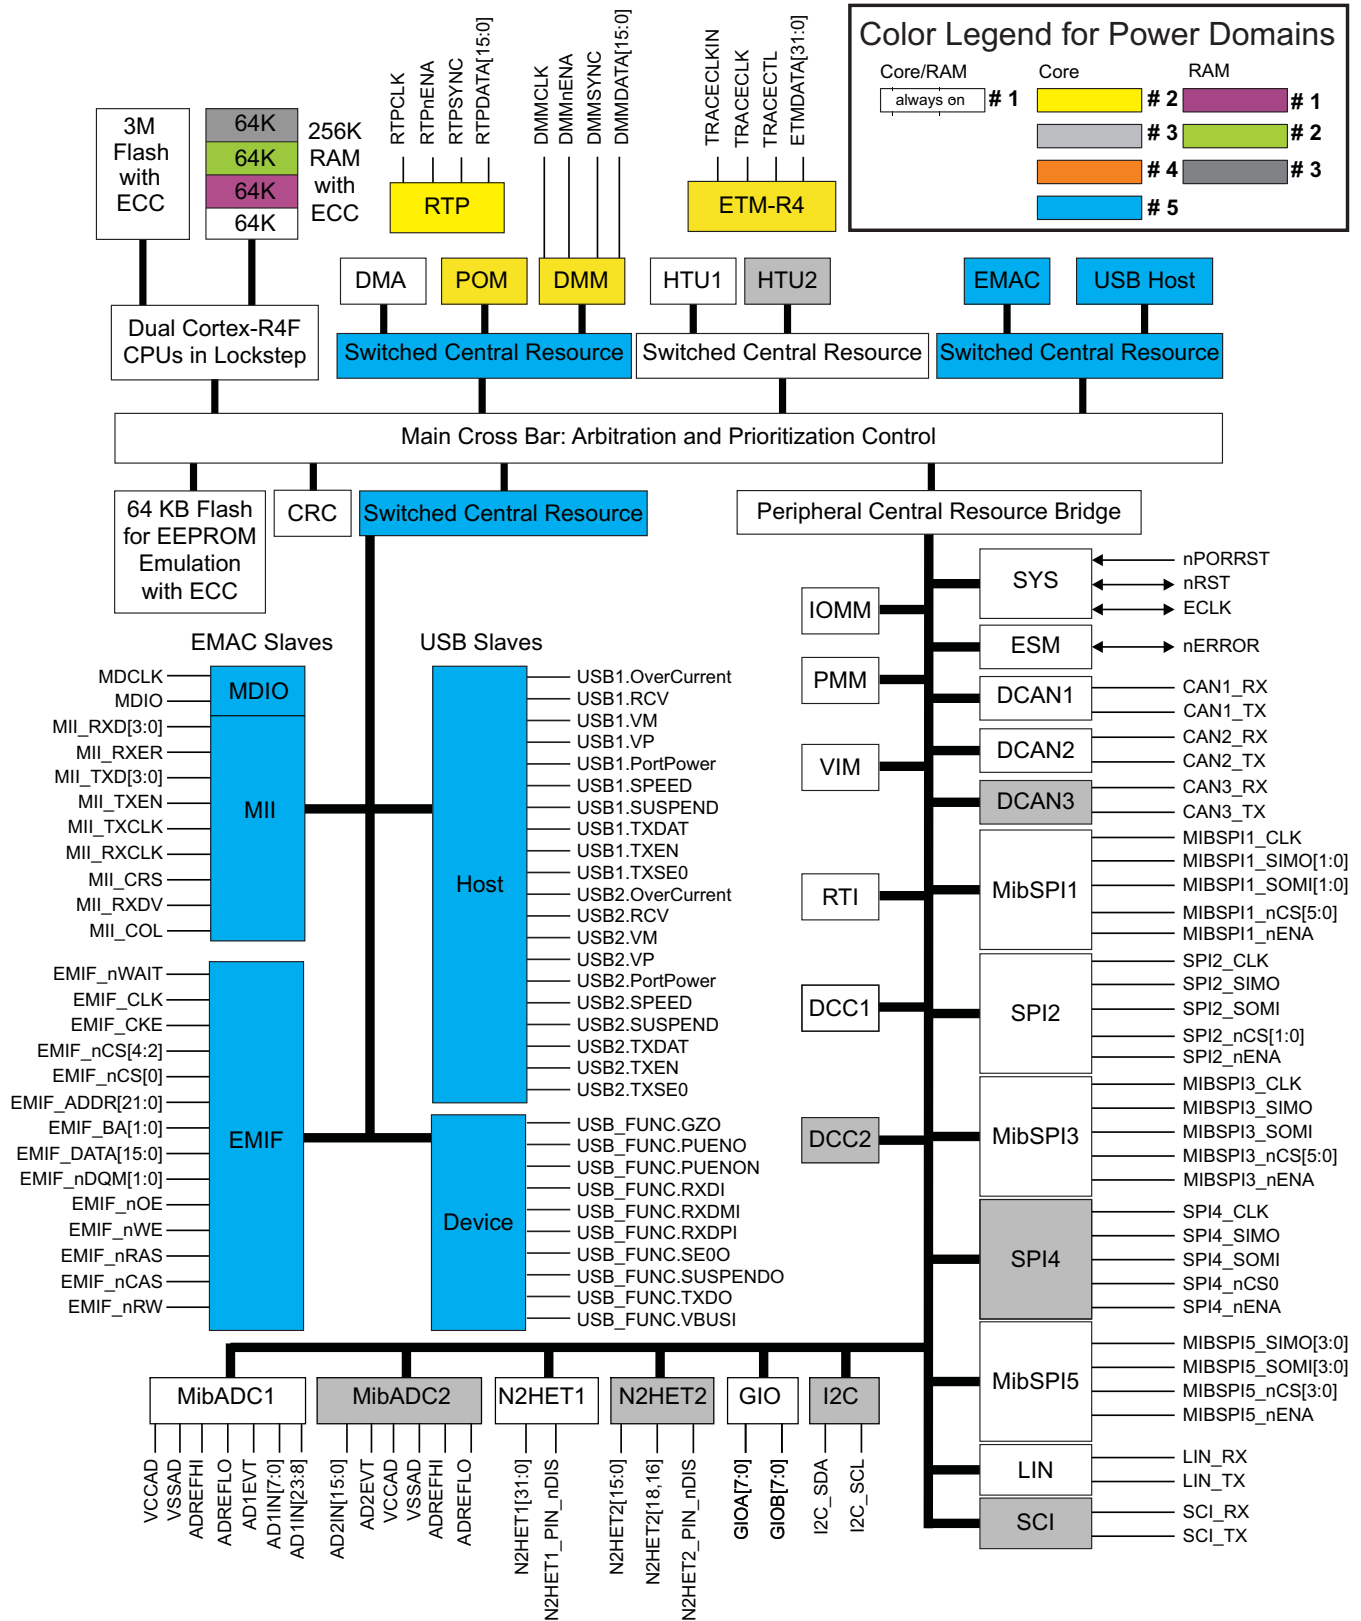 Color Legend for Power Domains
Core/RAM
Core
RAM
always on
# 1
# 2
# 1
# 3
# 2
# 4
# 3
# 5
RTPCLK
RTPnENA
RTPSYNC
RTPDATA[15:0]
DMMCLK
DMMnENA
DMMSYNC
DMMDATA[15:0]
TRACECLKIN
TRACECLK
TRACECTL
ETMDATA[31:0]
3M
Flash
with
ECC
64K
64K
64K
64K
256K
RAM
with
ECC
RTP
ETM-R4
DMA
POM
DMM
HTU1
HTU2
EMAC
USB Host
Dual Cortex-R4F
CPUs in Lockstep
Switched Central Resource
Switched Central Resource
Switched Central Resource
Main Cross Bar: Arbitration and Prioritization Control
64 KB Flash
for EEPROM
Emulation
with ECC
CRC
Switched Central Resource
Peripheral Central Resource Bridge
EMAC Slaves
USB Slaves
MDCLK
MDIO
MII_RXD[3:0]
MII_RXER
MII_TXD[3:0]
MII_TXEN
MII_TXCLK
MII_RXCLK
MII_CRS
MII_RXDV
MII_COL
MDIO
MII
EMIF_nWAIT
EMIF_CLK
EMIF_CKE
EMIF_nCS[4:2]
EMIF_nCS[0]
EMIF_ADDR[21:0]
EMIF_BA[1:0]
EMIF_DATA[15:0]
EMIF_nDQM[1:0]
EMIF_nOE
EMIF_nWE
EMIF_nRAS
EMIF_nCAS
EMIF_nRW
EMIF
Host
USB1.OverCurrent
USB1.RCV
USB1.VM
USB1.VP
USB1.PortPower
USB1.SPEED
USB1.SUSPEND
USB1.TXDAT
USB1.TXEN
USB1.TXSE0
USB2.OverCurrent
USB2.RCV
USB2.VM
USB2.VP
USB2.PortPower
USB2.SPEED
USB2.SUSPEND
USB2.TXDAT
USB2.TXEN
USB2.TXSE0
Device
USB_FUNC.GZO
USB_FUNC.PUENO
USB_FUNC.PUENON
USB_FUNC.RXDI
USB_FUNC.RXDMI
USB_FUNC.RXDPI
USB_FUNC.SE0O
USB_FUNC.SUSPENDO
USB_FUNC.TXDO
USB_FUNC.VBUSI
IOMM
PMM
VIM
RTI
DCC1
DCC2
SYS
nPORRST
nRST
ECLK
ESM
nERROR
DCAN1
CAN1_RX
CAN1_TX
DCAN2
CAN2_RX
CAN2_TX
DCAN3
CAN3_RX
CAN3_TX
MibSPI1
MIBSPI1_CLK
MIBSPI1_SIMO[1:0]
MIBSPI1_SOMI[1:0]
MIBSPI1_nCS[5:0]
MIBSPI1_nENA
SPI2
SPI2_CLK
SPI2_SIMO
SPI2_SOMI
SPI2_nCS[1:0]
SPI2_nENA
MibSPI3
MIBSPI3_CLK
MIBSPI3_SIMO
MIBSPI3_SOMI
MIBSPI3_nCS[5:0]
MIBSPI3_nENA
SPI4
SPI4_CLK
SPI4_SIMO
SPI4_SOMI
SPI4_nCS0
SPI4_nENA
MibSPI5
MIBSPI5_SIMO[3:0]
MIBSPI5_SOMI[3:0]
MIBSPI5_nCS[3:0]
MIBSPI5_nENA
LIN
LIN_RX
LIN_TX
SCI
SCI_RX
SCI_TX
MibADC1
MibADC2
N2HET1
N2HET2
GIO
I2C
VCCAD
VSSAD
ADREFHI
ADREFLO
AD1EVT
AD1IN[7:0]
AD1IN[23:8]
AD2IN[15:0]
AD2EVT
VCCAD
VSSAD
ADREFHI
ADREFLO
N2HET1[31:0]
N2HET1_PIN_nDIS
N2HET2[15:0]
N2HET2[18,16]
N2HET2_PIN_nDIS
GIOA[7:0]
GIOB[7:0]
I2C_SDA
I2C_SCL